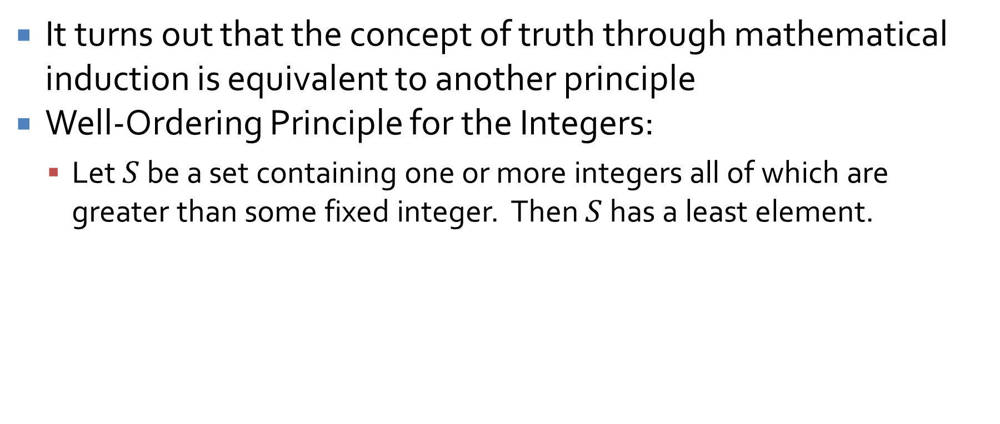 It turns out that the concept of truth through mathematical
induction is equivalent to another principle
Well-Ordering Principle for the Integers:
Let S be a set containing one or more integers all of which are
greater than some fixed integer. Then S has a least element.